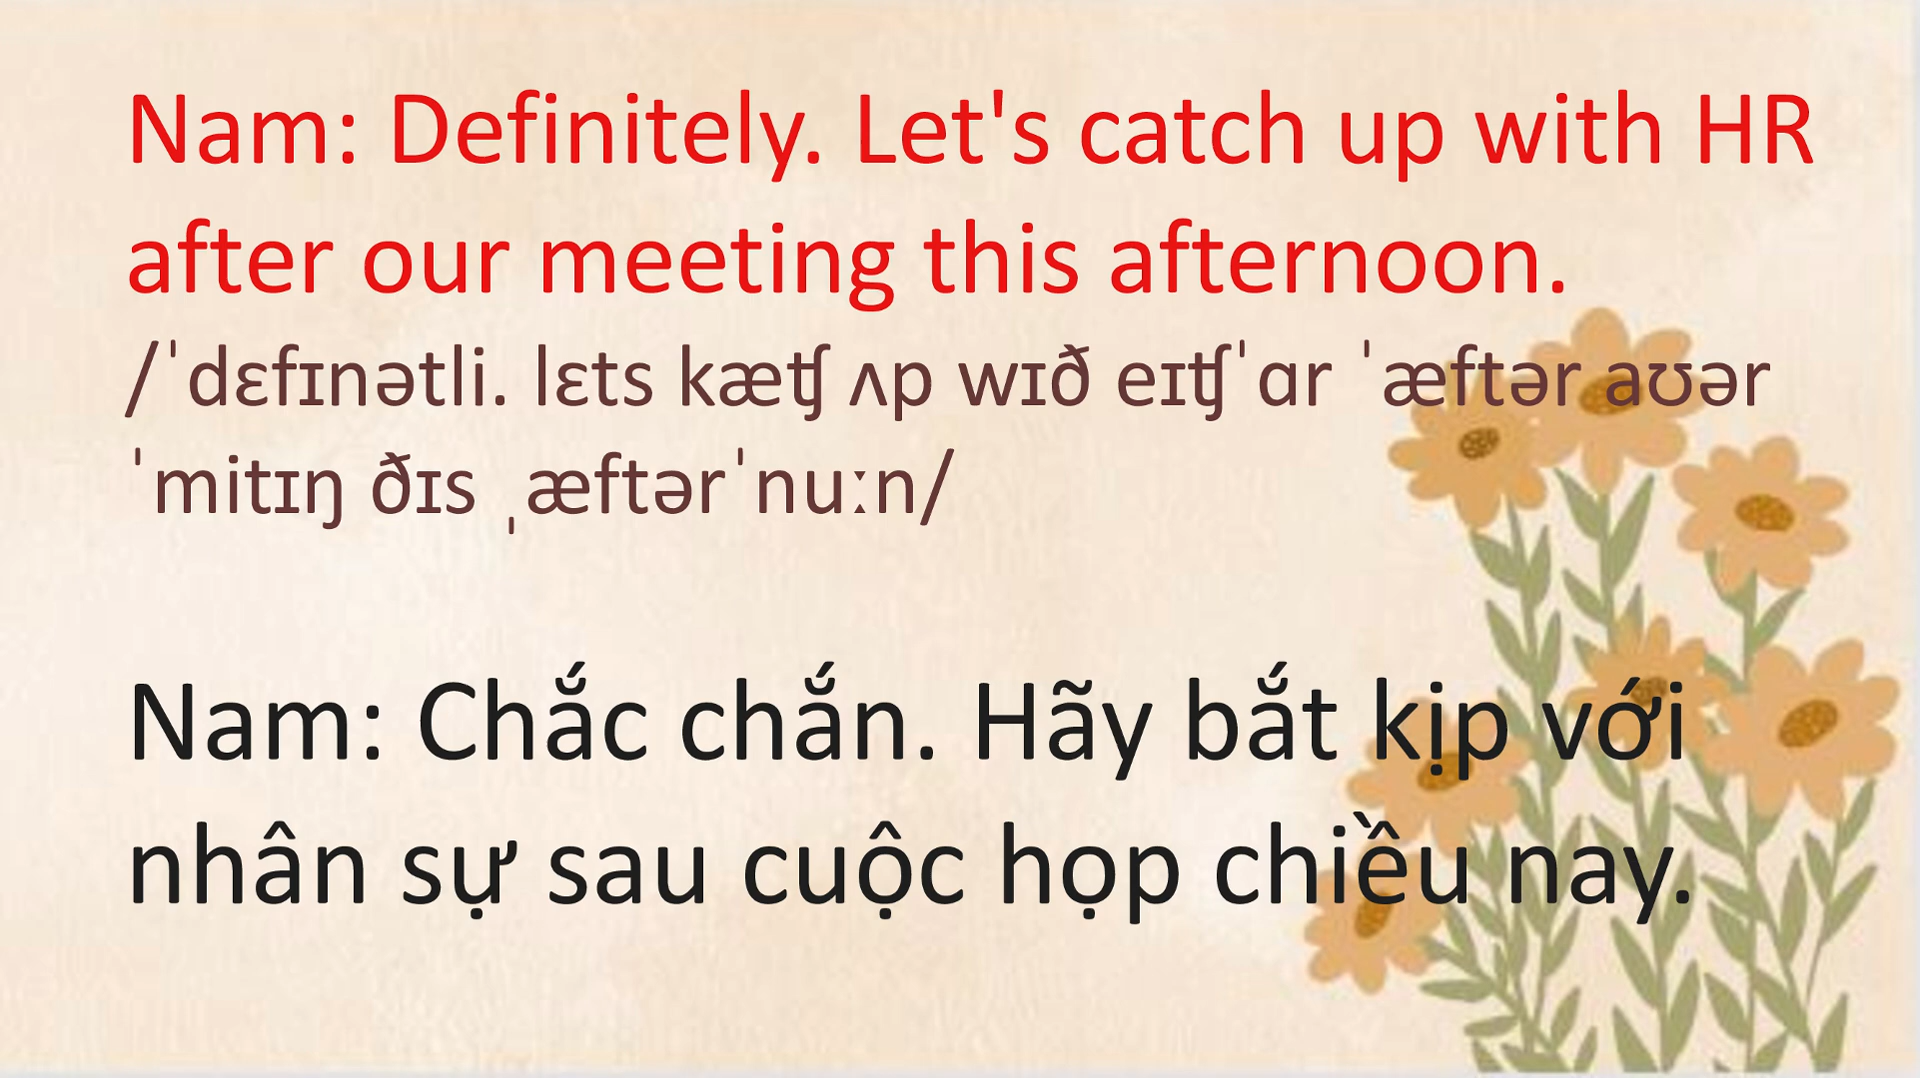 Nam: Definitely. Let's catch up with HR
after our meeting this afternoon.
/ˈdɛfɪnətli. lɛts kæʧ ʌp wɪð eɪʧˈɑr ˈæftər aʊər
ˈmitɪŋ ðɪs ˌæftərˈnuːn/
Nam: Chắc chắn. Hãy bắt kịp với
nhân sự sau cuộc họp chiều nay.